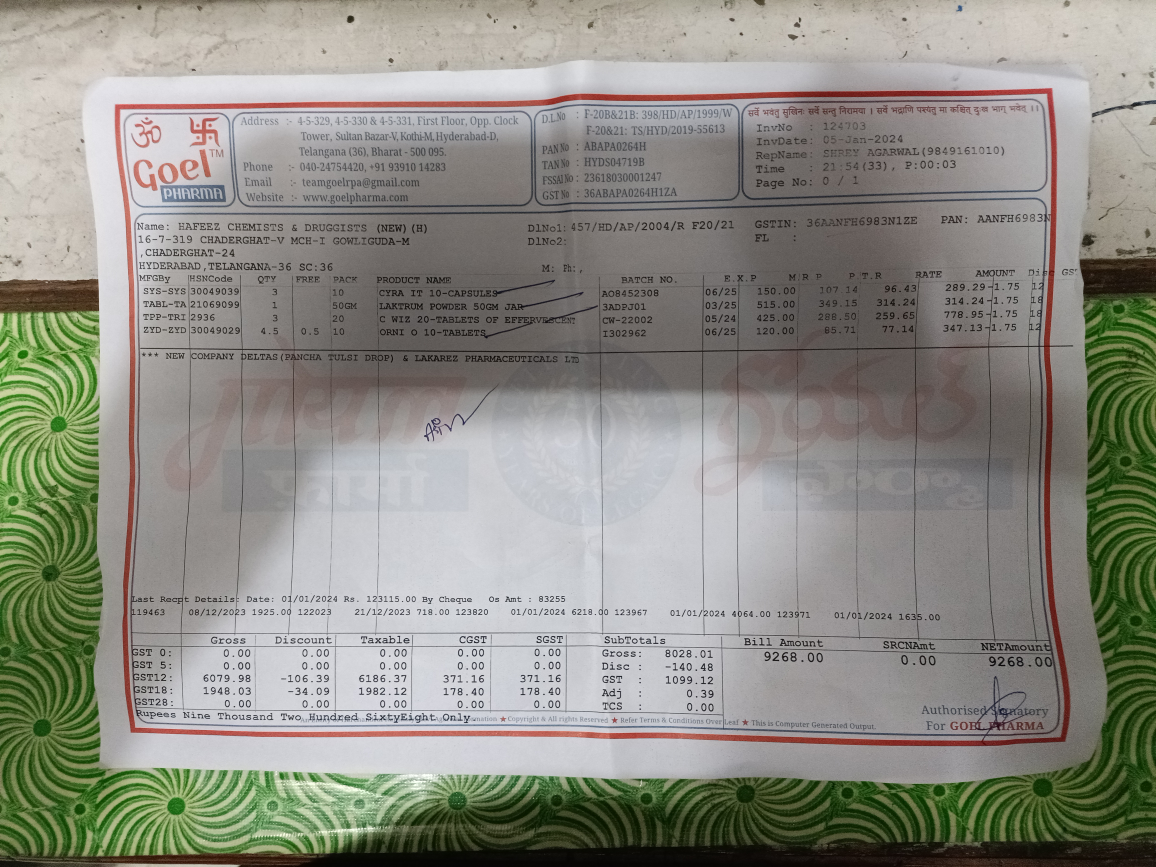 ॐ 卐
Goel™
PHARMA
Address :- 4-5-329, 4-5-330 & 4-5-331, First Floor, Opp. Clock
Tower, Sultan Bazar-V, Kothi-M, Hyderabad-D,
Telangana (36), Bharat - 500 095.
Phone :- 040-24754420, +91 93910 14283
Email :- teamgoelrpa@gmail.com
Website :- www.goelpharma.com
D.L.No : F-20B&21B: 398/HD/AP/1999/W
F-20&21: TS/HYD/2019-55613
PAN No : ABAPA0264H
TAN No : HYDS04719B
FSSAI No : 23618030001247
GST No : 36ABAPA0264H1ZA
सर्वे भवन्तु सुखिनः सर्वे सन्तु निरामया । सर्वे भद्राणि पश्यंतु मा कश्चित् दुःख भाग् भवेत् ।।
InvNo : 124703
InvDate: 05-Jan-2024
RepName: SHREY AGARWAL(9849161010)
Time : 21:54(33), P:00:03
Page No: 0 / 1
Name: HAFEEZ CHEMISTS & DRUGGISTS (NEW)(H) DlNo1: 457/HD/AP/2004/R F20/21 GSTIN: 36AANFH6983N1ZE PAN: AANFH6983N
16-7-319 CHADERGHAT-V MCH-I GOWLIGUDA-M DlNo2: FL :
,CHADERGHAT-24
HYDERABAD,TELANGANA-36 SC:36 M: Ph:,
MFGBy HSNCode QTY FREE PACK PRODUCT NAME BATCH NO. E.X.P M R P P T.R RATE AMOUNT Disc GST
SYS-SYS 30049039 3 10 CYRA IT 10-CAPSULES AO8452308 06/25 150.00 107.14 96.43 289.29 -1.75 12
TABL-TA 21069099 1 50GM LAKTRUM POWDER 50GM JAR 3ADPJ01 03/25 515.00 349.15 314.24 314.24 -1.75 18
TPP-TRI 2936 3 20 C WIZ 20-TABLETS OF EFFERVESCENT CW-22002 05/24 425.00 288.50 259.65 778.95 -1.75 18
ZYD-ZYD 30049029 4.5 0.5 10 ORNI O 10-TABLETS I302962 06/25 120.00 85.71 77.14 347.13 -1.75 12
*** NEW COMPANY DELTAS(PANCHA TULSI DROP) & LAKAREZ PHARMACEUTICALS LTD
गोयल
फार्मा
గోయల్
ఫార్మా
Last Recpt Details: Date: 01/01/2024 Rs. 123115.00 By Cheque Os Amt : 83255
119463 08/12/2023 1925.00 122023 21/12/2023 718.00 123820 01/01/2024 6218.00 123967 01/01/2024 4064.00 123971 01/01/2024 1635.00
Gross Discount Taxable CGST SGST SubTotals Bill Amount SRCNAmt NETAmount
GST 0: 0.00 0.00 0.00 0.00 0.00 Gross: 8028.01 9268.00 0.00 9268.00
GST 5: 0.00 0.00 0.00 0.00 0.00 Disc : -140.48
GST12: 6079.98 -106.39 6186.37 371.16 371.16 GST : 1099.12
GST18: 1948.03 -34.09 1982.12 178.40 178.40 Adj : 0.39
GST28: 0.00 0.00 0.00 0.00 0.00 TCS : 0.00
Rupees Nine Thousand Two Hundred SixtyEight Only
★ Copyright & All rights Reserved ★ Refer Terms & Conditions Over Leaf ★ This is Computer Generated Output.
Authorised Signatory
For GOEL PHARMA